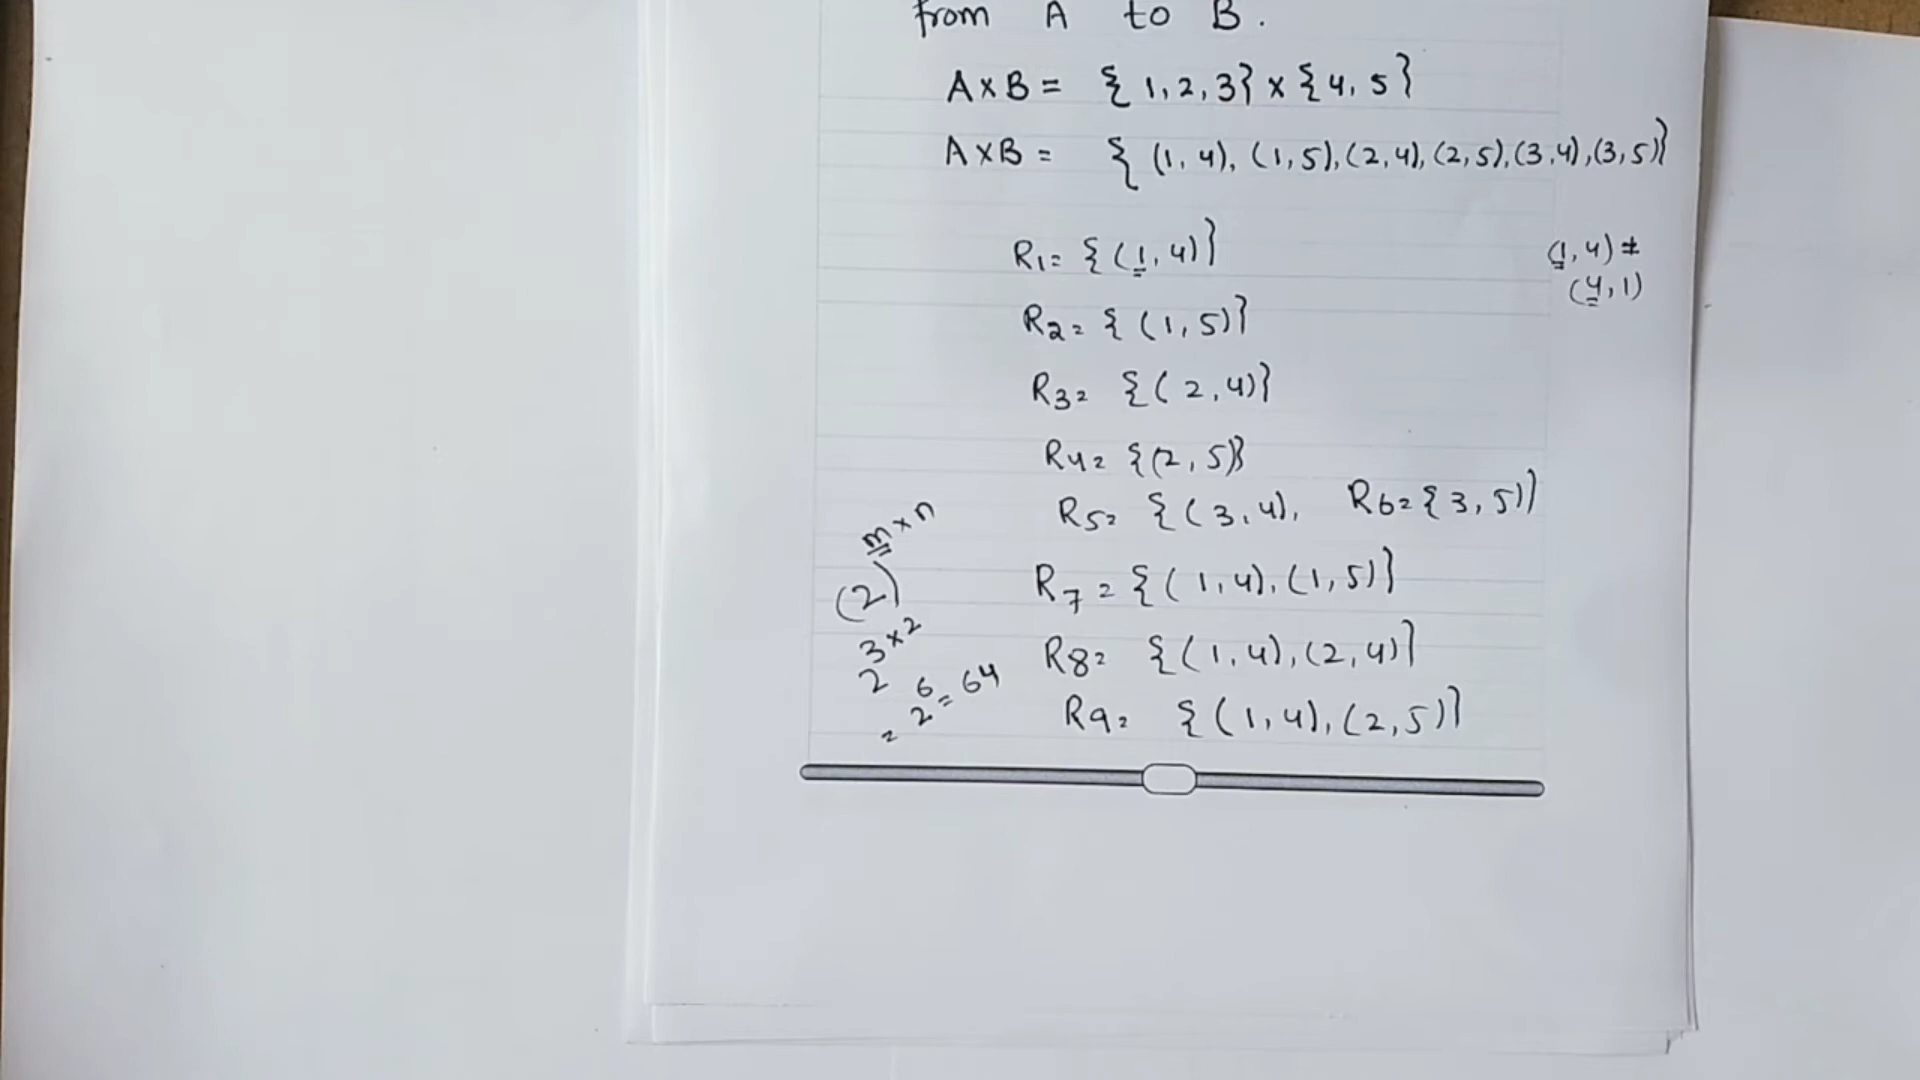 from A to B.
A×B = { 1, 2, 3} × { 4, 5 }
A×B = { (1, 4), (1, 5), (2, 4), (2, 5), (3, 4), (3, 5)}
R1= { (1, 4)}
(1, 4) ≠
(4, 1)
R2= { (1, 5)}
R3= {( 2, 4)}
R4= {(2, 5)}
R5= { ( 3, 4), R6= { 3, 5)}
R7 = { ( 1, 4), (1, 5)}
R8= { (1, 4), (2, 4)}
R9= { (1, 4), (2, 5)}
(2) m×n
2 3×2
= 2 6 = 64